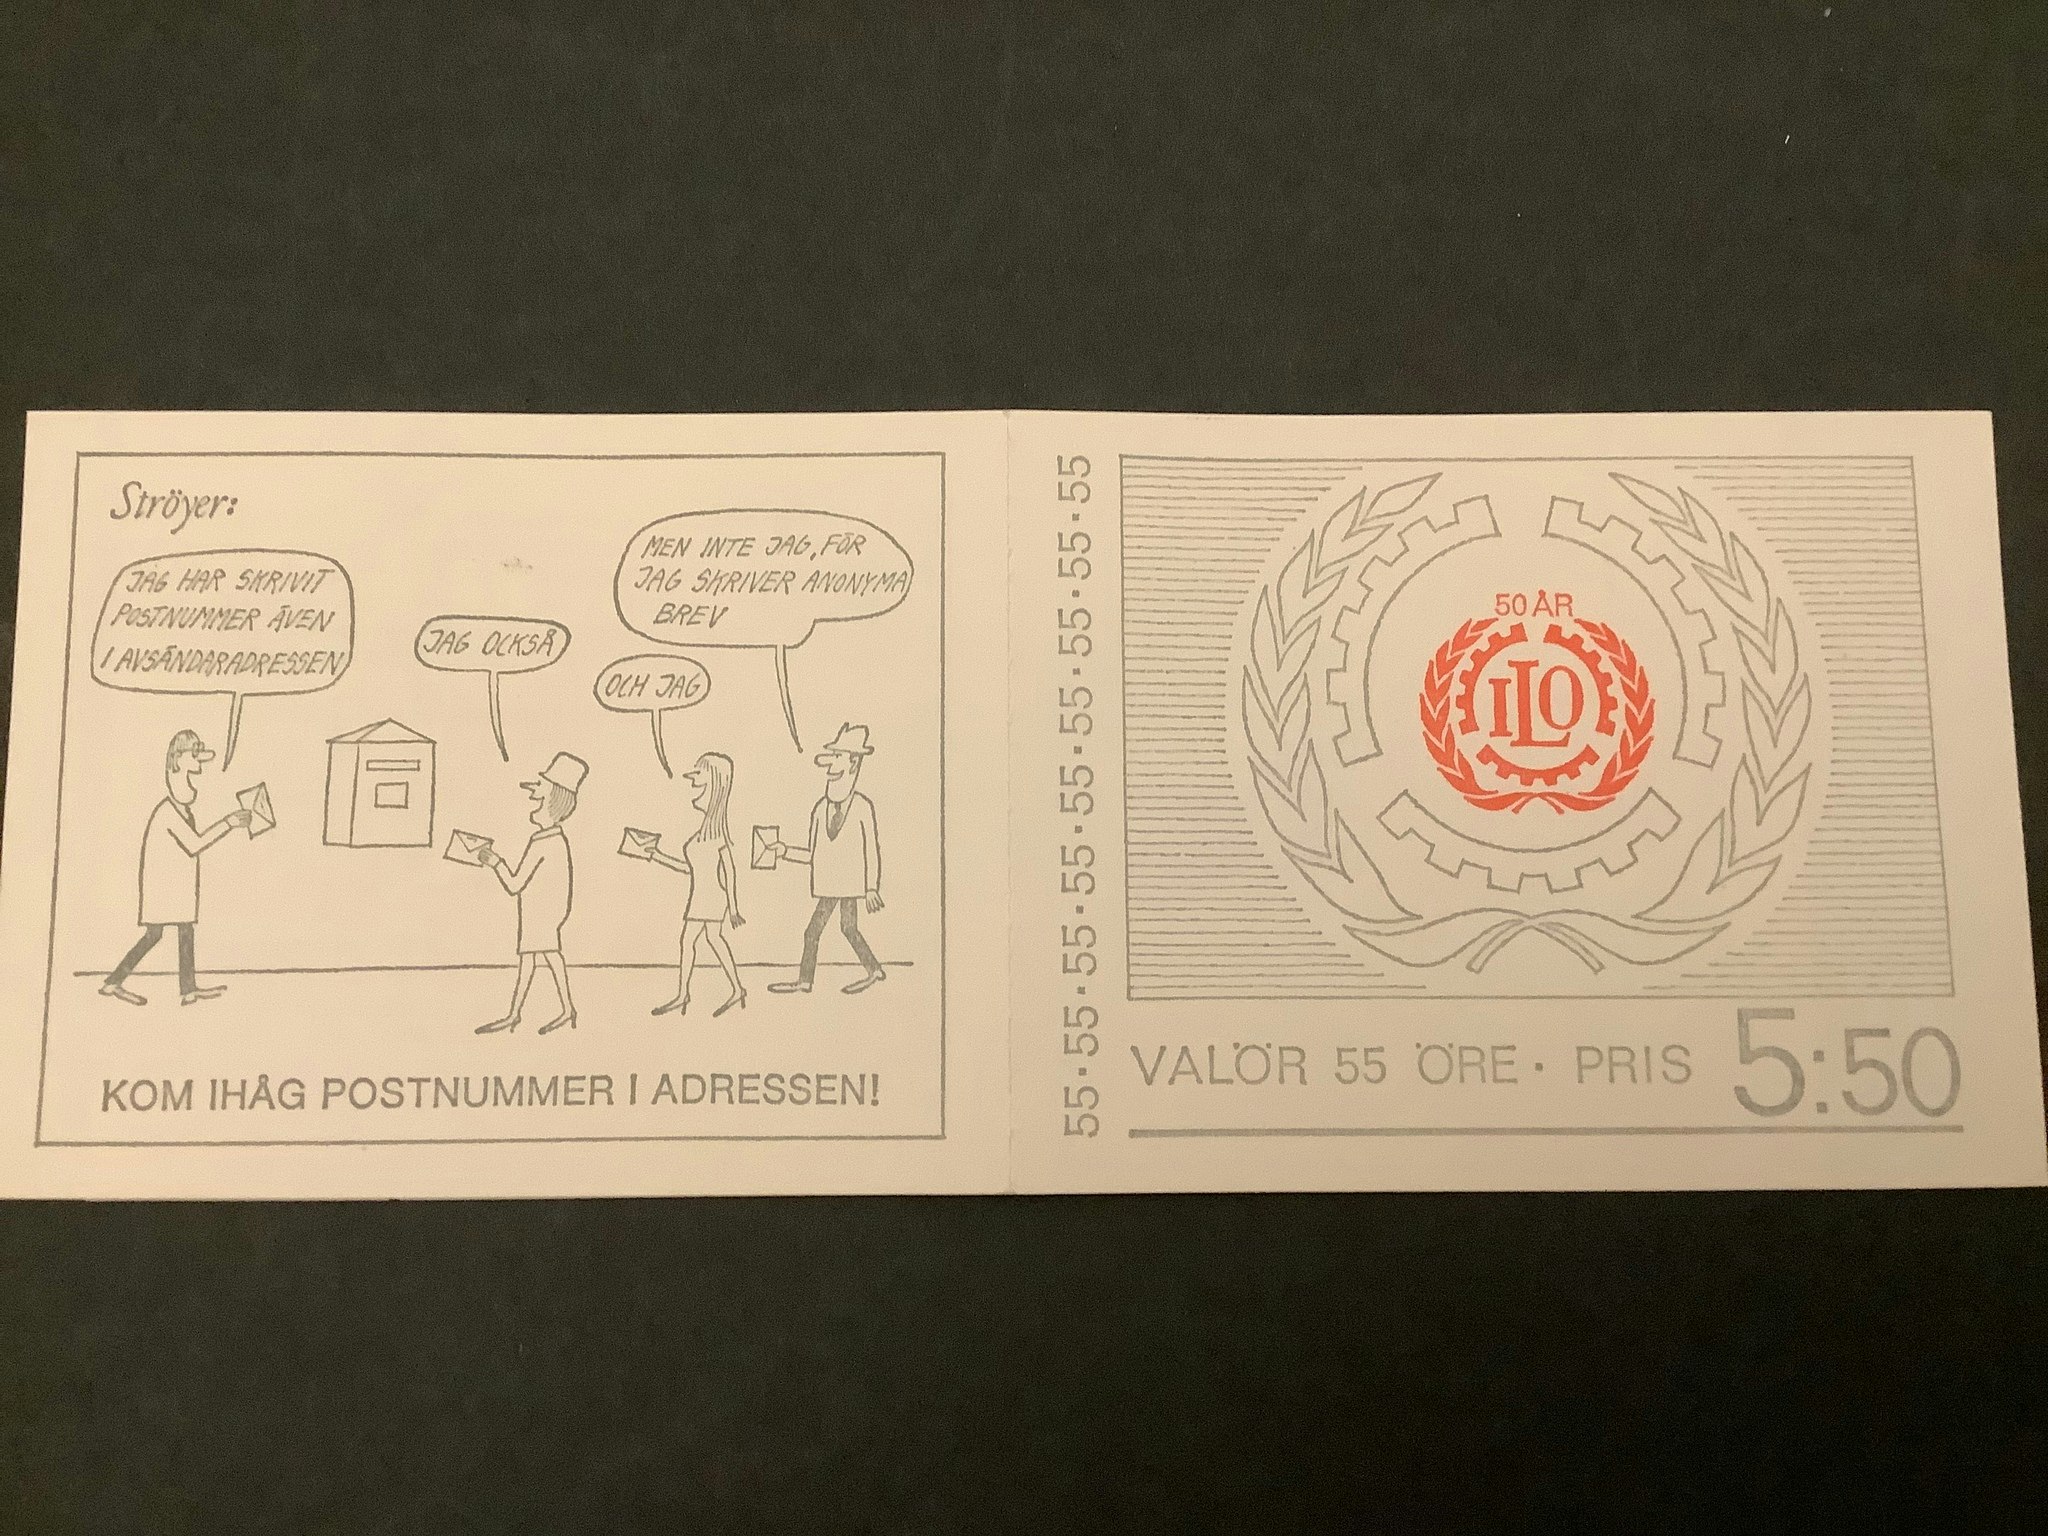 Ströyer:
JAG HAR SKRIVIT
POSTNUMMER ÄVEN
I AVSÄNDARADRESSEN
JAG OCKSÅ
OCH JAG
MEN INTE JAG, FÖR
JAG SKRIVER ANONYMA
BREV
KOM IHÅG POSTNUMMER I ADRESSEN!
55·55·55·55·55·55·55·55·55
50 ÅR
ILO
VALÖR 55 ÖRE · PRIS 5:50